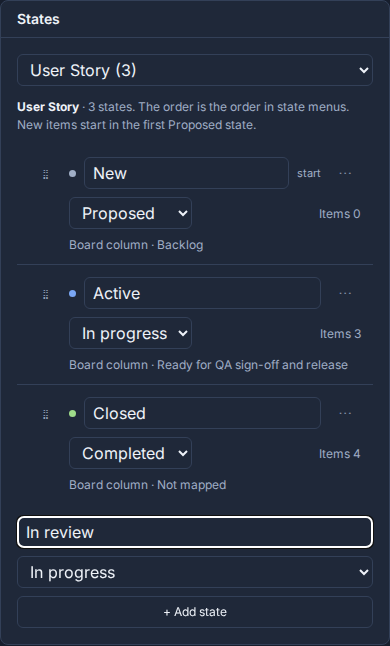 States
User Story (3)
User Story · 3 states. The order is the order in state menus.
New items start in the first Proposed state.
New start ···
Proposed Items 0
Board column · Backlog
Active ···
In progress Items 3
Board column · Ready for QA sign-off and release
Closed ···
Completed Items 4
Board column · Not mapped
In review
In progress
+ Add state